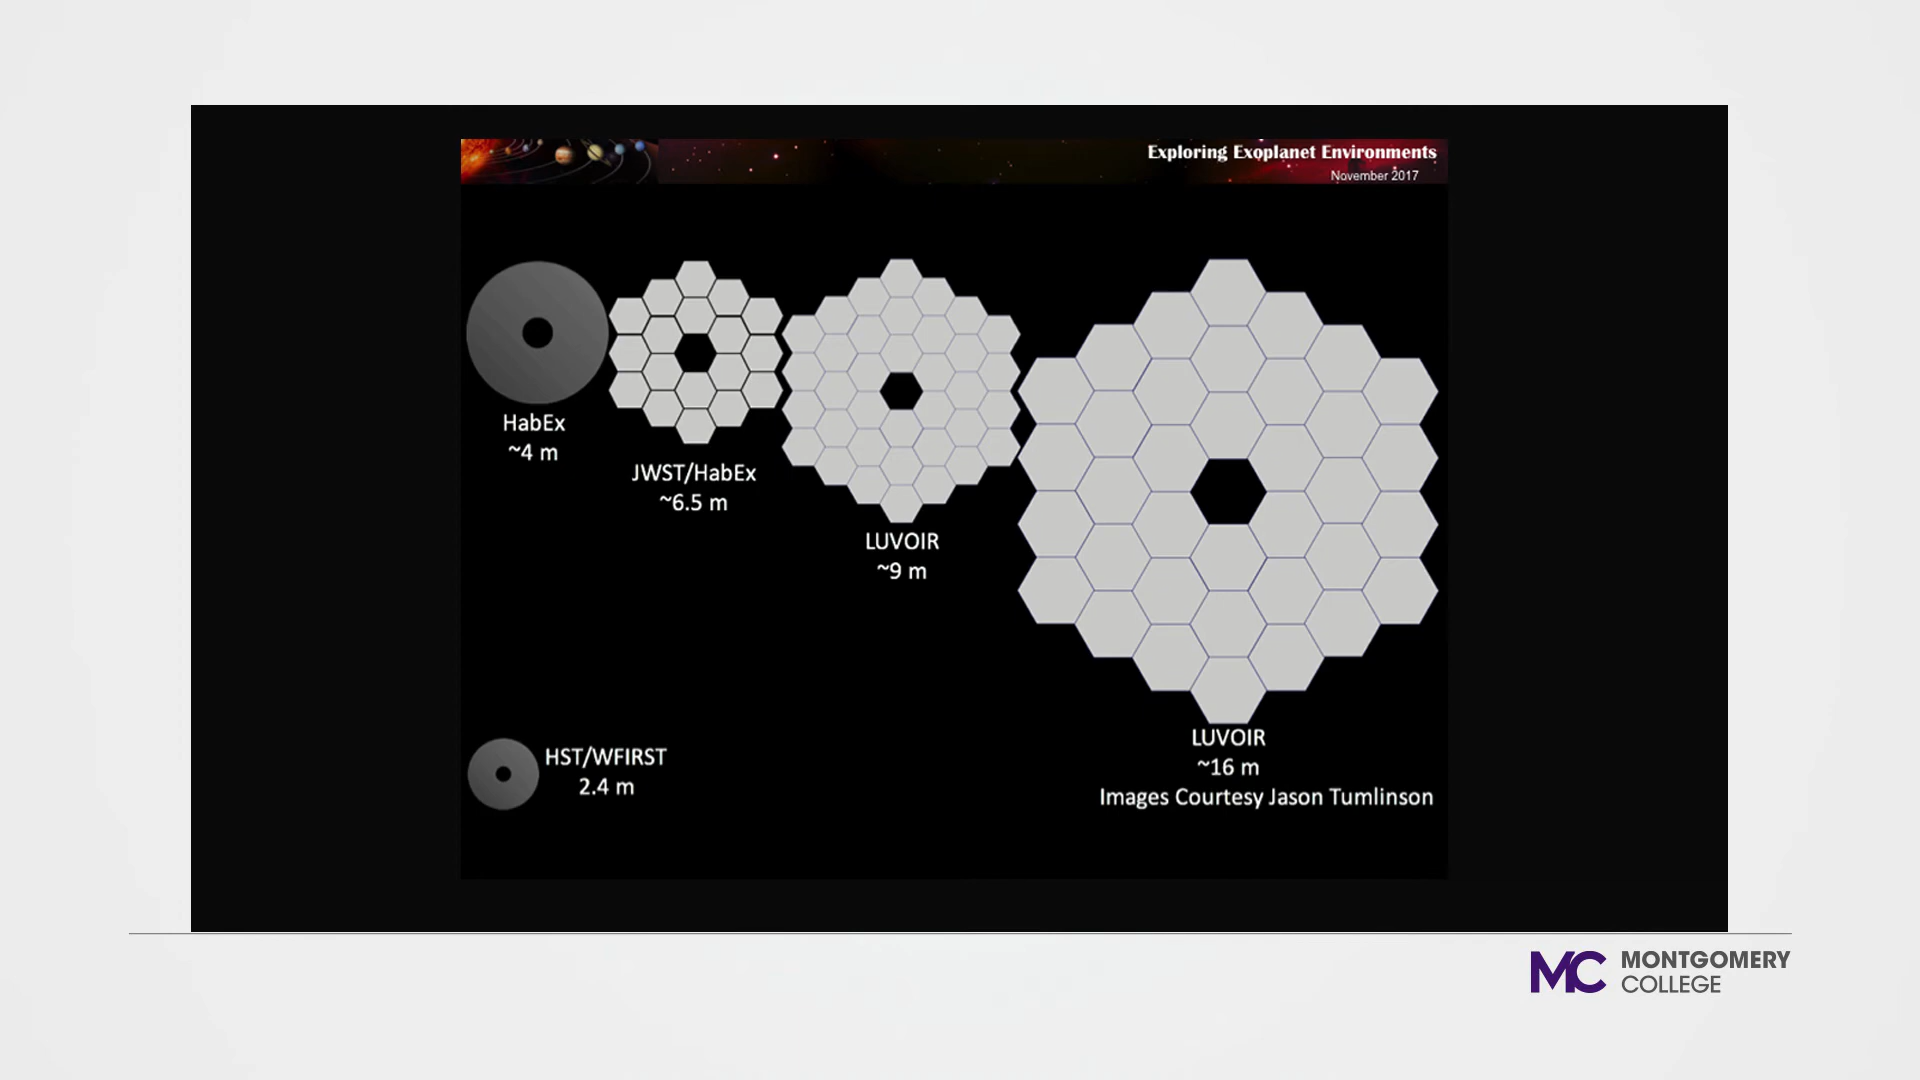 Exploring Exoplanet Environments
November 2017
HabEx
~4 m
JWST/HabEx
~6.5 m
LUVOIR
~9 m
HST/WFIRST
2.4 m
LUVOIR
~16 m
Images Courtesy Jason Tumlinson
MC MONTGOMERY
COLLEGE